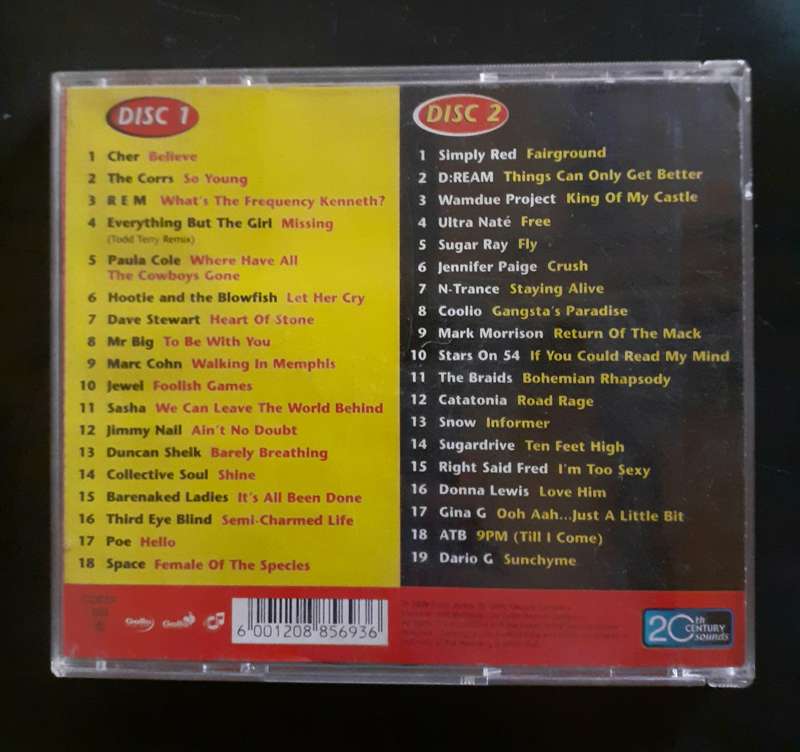 DISC 1
1 Cher Believe
2 The Corrs So Young
3 R E M What's The Frequency Kenneth?
4 Everything But The Girl Missing
(Todd Terry Remix)
5 Paula Cole Where Have All
The Cowboys Gone
6 Hootie and the Blowfish Let Her Cry
7 Dave Stewart Heart Of Stone
8 Mr Big To Be With You
9 Marc Cohn Walking In Memphis
10 Jewel Foolish Games
11 Sasha We Can Leave The World Behind
12 Jimmy Nail Ain't No Doubt
13 Duncan Sheik Barely Breathing
14 Collective Soul Shine
15 Barenaked Ladies It's All Been Done
16 Third Eye Blind Semi-Charmed Life
17 Poe Hello
18 Space Female Of The Species
DISC 2
1 Simply Red Fairground
2 D:REAM Things Can Only Get Better
3 Wamdue Project King Of My Castle
4 Ultra Naté Free
5 Sugar Ray Fly
6 Jennifer Paige Crush
7 N-Trance Staying Alive
8 Coolio Gangsta's Paradise
9 Mark Morrison Return Of The Mack
10 Stars On 54 If You Could Read My Mind
11 The Braids Bohemian Rhapsody
12 Catatonia Road Rage
13 Snow Informer
14 Sugardrive Ten Feet High
15 Right Said Fred I'm Too Sexy
16 Donna Lewis Love Him
17 Gina G Ooh Aah...Just A Little Bit
18 ATB 9PM (Till I Come)
19 Dario G Sunchyme
Gallo Gallo
6 001208 856936
20th
CENTURY
sounds